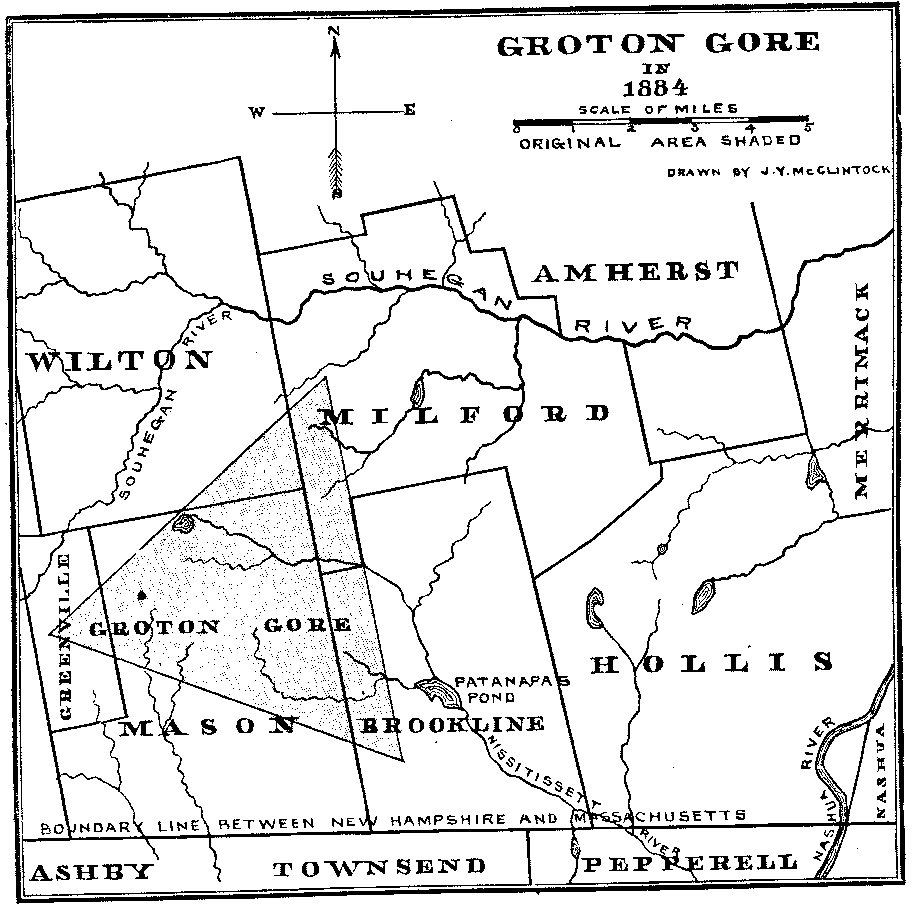 GROTON GORE
IN
1884
SCALE OF MILES
0 1 2 3 4 5
ORIGINAL AREA SHADED
DRAWN BY J.Y. McCLINTOCK
N
W E
S
SOUHEGAN RIVER
AMHERST
MERRIMACK
WILTON
SOUHEGAN RIVER
MILFORD
GREENVILLE
GROTON GORE
HOLLIS
PATANAPAS
POND
MASON
BROOKLINE
NISSITISSETT RIVER
NASHUA RIVER
NASHUA
BOUNDARY LINE BETWEEN NEW HAMPSHIRE AND MASSACHUSETTS
ASHBY
TOWNSEND
PEPPERELL